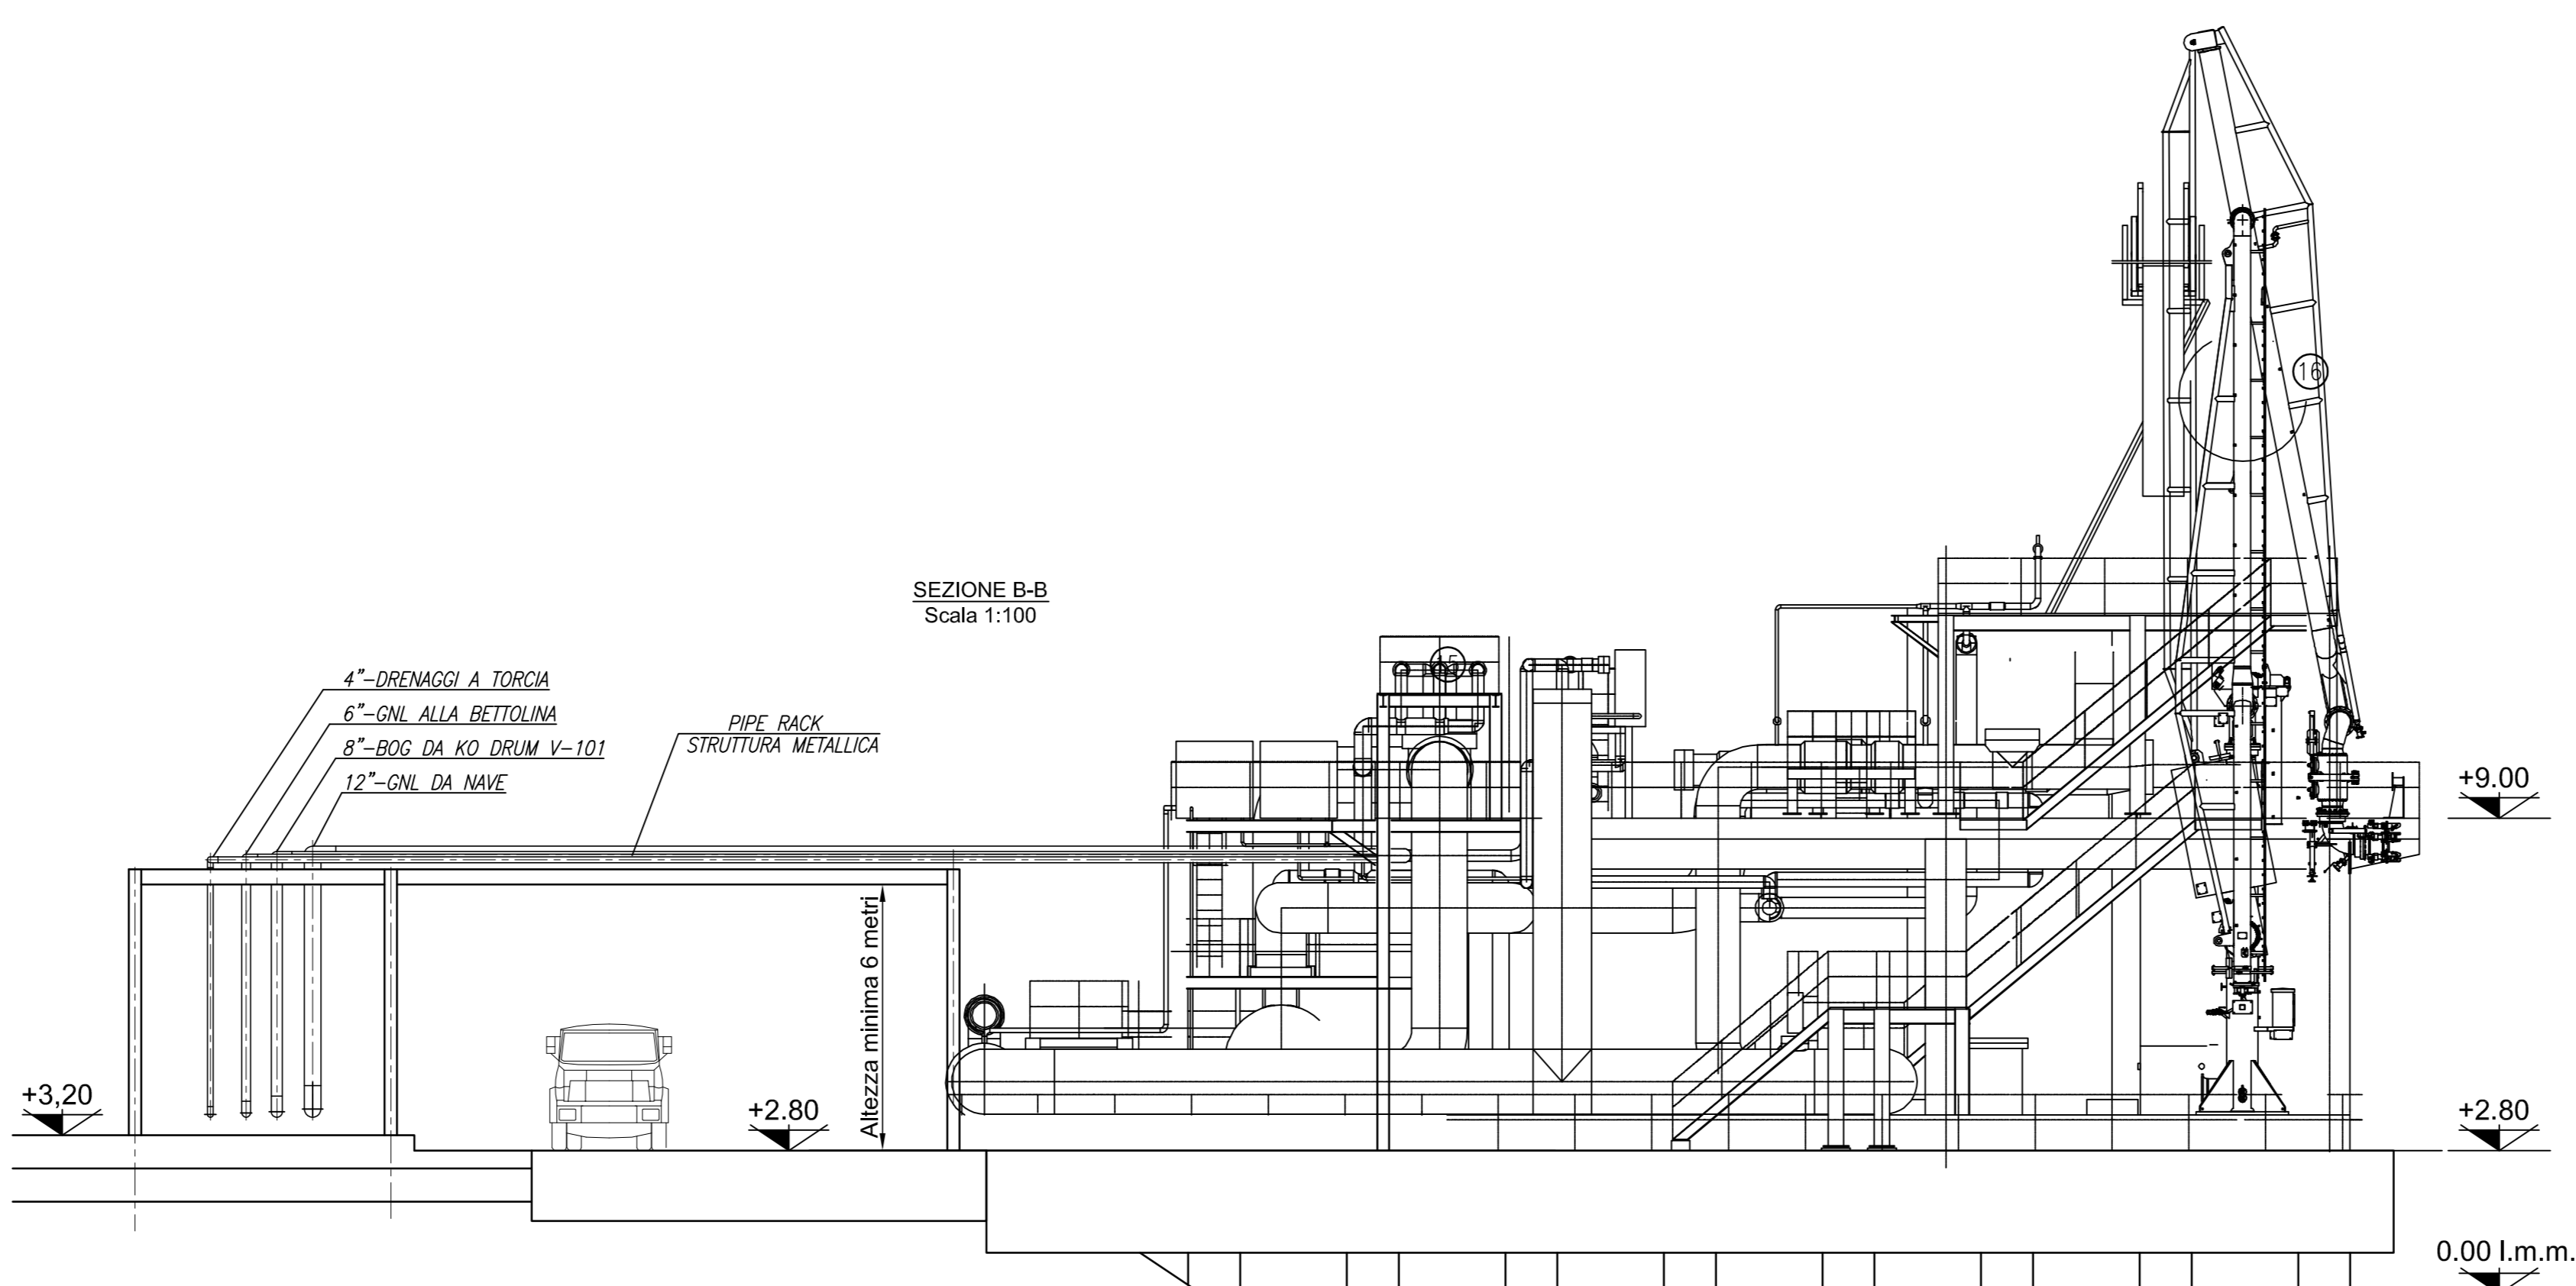 16
SEZIONE B-B
Scala 1:100
15
4"-DRENAGGI A TORCIA
6"-GNL ALLA BETTOLINA
8"-BOG DA KO DRUM V-101
12"-GNL DA NAVE
PIPE RACK
STRUTTURA METALLICA
+9.00
Altezza minima 6 metri
+3,20
+2.80
+2.80
0.00 l.m.m.